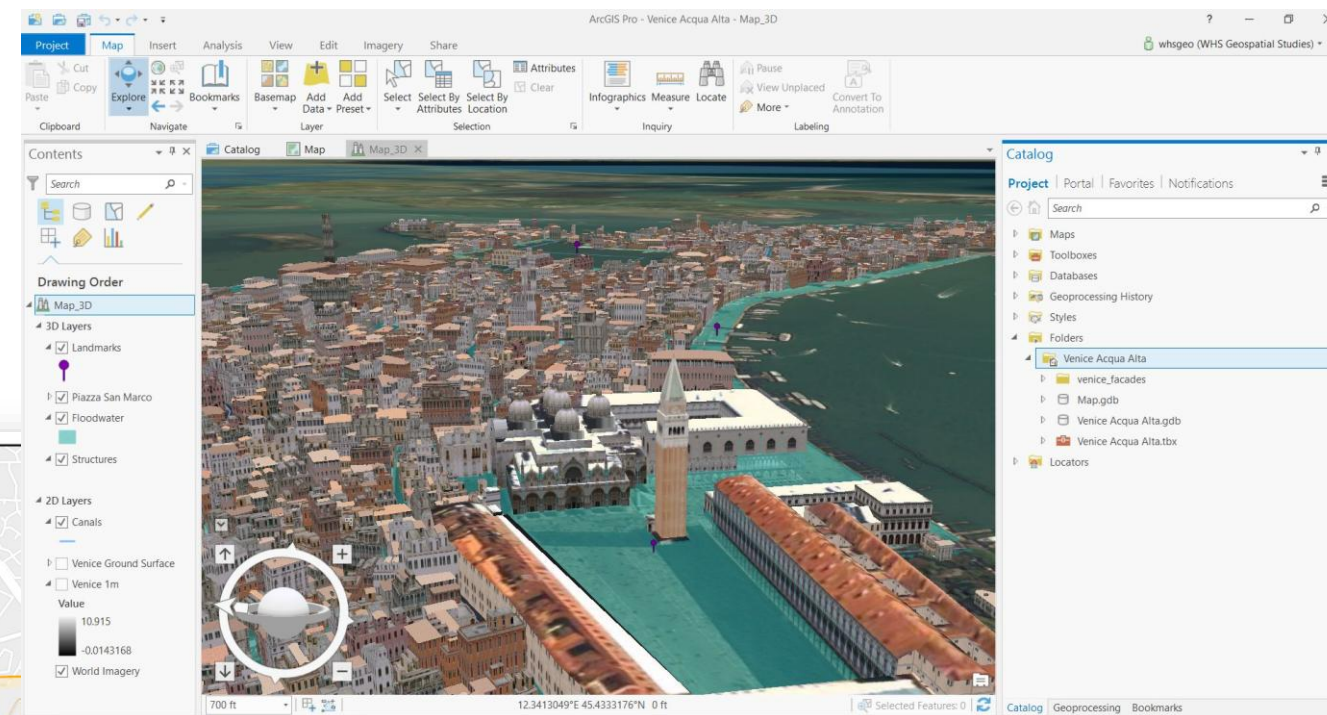 ArcGIS Pro - Venice Acqua Alta - Map_3D
?
Project Map Insert Analysis View Edit Imagery Share
whsgeo (WHS Geospatial Studies)
Paste
Cut
Copy
Clipboard
Explore
Bookmarks
Navigate
Basemap
Add Data
Add Preset
Layer
Select
Select By Attributes
Select By Location
Attributes
Clear
Selection
Infographics
Measure
Locate
Inquiry
Pause
View Unplaced
More
Convert To Annotation
Labeling
Contents
Search
Drawing Order
Map_3D
3D Layers
Landmarks
Piazza San Marco
Floodwater
Structures
2D Layers
Canals
Venice Ground Surface
Venice 1m
Value
10.915
-0.0143168
World Imagery
Catalog Map Map_3D
700 ft
12.3413049°E 45.4333176°N 0 ft
Selected Features: 0
Catalog
Project Portal Favorites Notifications
Search
Maps
Toolboxes
Databases
Geoprocessing History
Styles
Folders
Venice Acqua Alta
venice_facades
Map.gdb
Venice Acqua Alta.gdb
Venice Acqua Alta.tbx
Locators
Catalog Geoprocessing Bookmarks